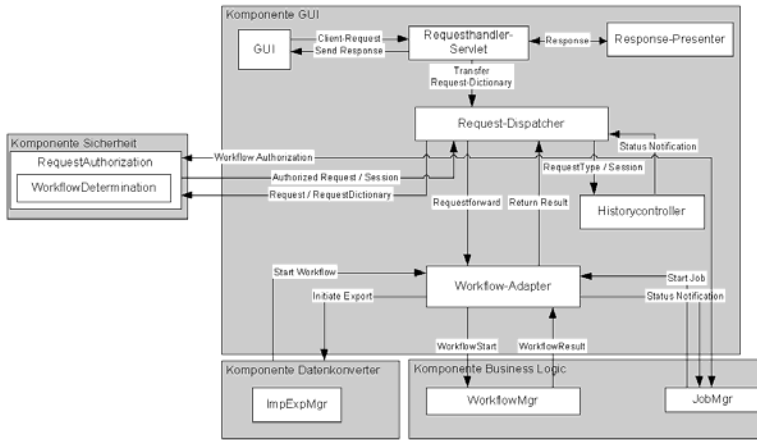 Komponente GUI
GUI
Client-Request
Send Response
Requesthandler-
Servlet
Response
Response-Presenter
Transfer
Request-Dictionary
Request-Dispatcher
Komponente Sicherheit
RequestAuthorization
WorkflowDetermination
Workflow Authorization
Status Notification
RequestType / Session
Authorized Request / Session
Request / RequestDictionary
Requestforward
Return Result
Historycontroller
Start Workflow
Workflow-Adapter
Start Job
Initiate Export
Status Notification
WorkflowStart
WorkflowResult
Komponente Datenkonverter
Komponente Business Logic
ImpExpMgr
WorkflowMgr
JobMgr